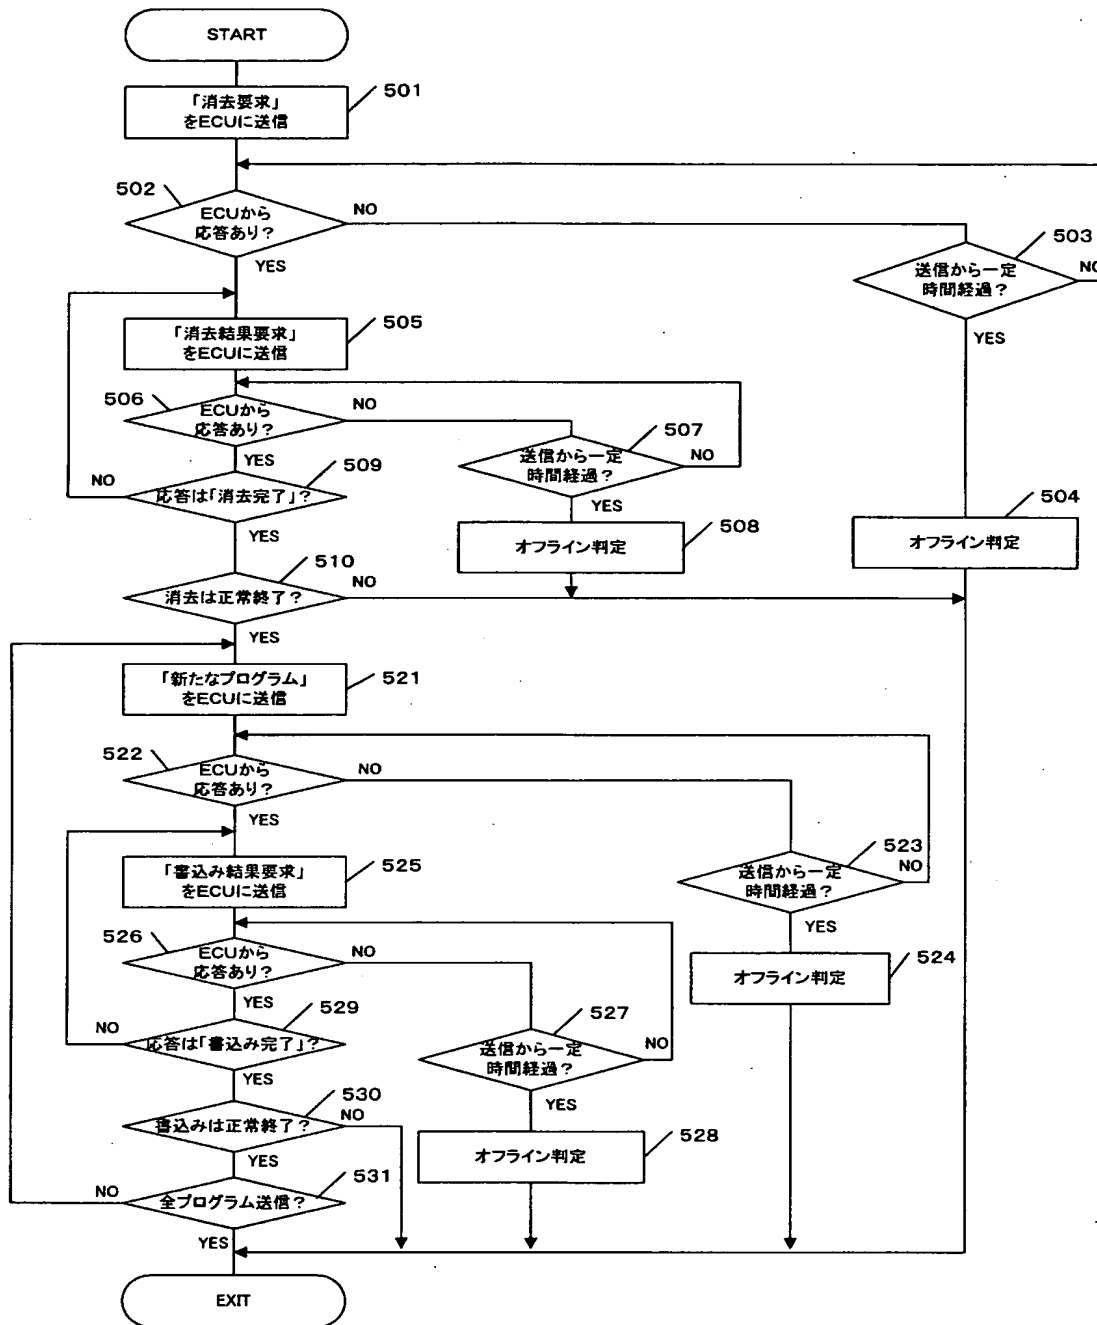 START
「消去要求」
をECUに送信
501
502
ECUから
応答あり？
NO
YES
503
送信から一定
時間経過？
NO
YES
「消去結果要求」
をECUに送信
505
506
ECUから
応答あり？
NO
YES
507
送信から一定
時間経過？
NO
YES
509
応答は「消去完了」？
NO
YES
508
オフライン判定
504
オフライン判定
510
消去は正常終了？
NO
YES
「新たなプログラム」
をECUに送信
521
522
ECUから
応答あり？
NO
YES
523
送信から一定
時間経過？
NO
YES
「書込み結果要求」
をECUに送信
525
524
オフライン判定
526
ECUから
応答あり？
NO
YES
527
送信から一定
時間経過？
NO
YES
529
応答は「書込み完了」？
NO
YES
530
書込みは正常終了？
NO
YES
528
オフライン判定
531
全プログラム送信？
NO
YES
EXIT